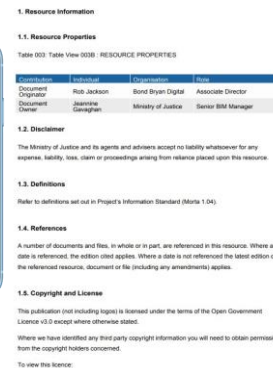 1. Resource Information
1.1. Resource Properties
Table 003: Table View 003B : RESOURCE PROPERTIES
Contribution Individual Organisation Role
Document Originator Rob Jackson Bond Bryan Digital Associate Director
Document Owner Jeannine Gavaghan Ministry of Justice Senior BIM Manager
1.2. Disclaimer
The Ministry of Justice and its agents and advisers accept no liability whatsoever for any
expense, liability, loss, claim or proceedings arising from reliance placed upon this resource.
1.3. Definitions
Refer to definitions set out in Project's Information Standard (Morta 1.04).
1.4. References
A number of documents and files, in whole or in part, are referenced in this resource. Where a
date is referenced, the edition cited applies. Where a date is not referenced the latest edition o
the referenced resource, document or file (including any amendments) applies.
1.5. Copyright and License
This publication (not including logos) is licensed under the terms of the Open Government
Licence v3.0 except where otherwise stated.
Where we have identified any third party copyright information you will need to obtain permissi
from the copyright holders concerned.
To view this licence: